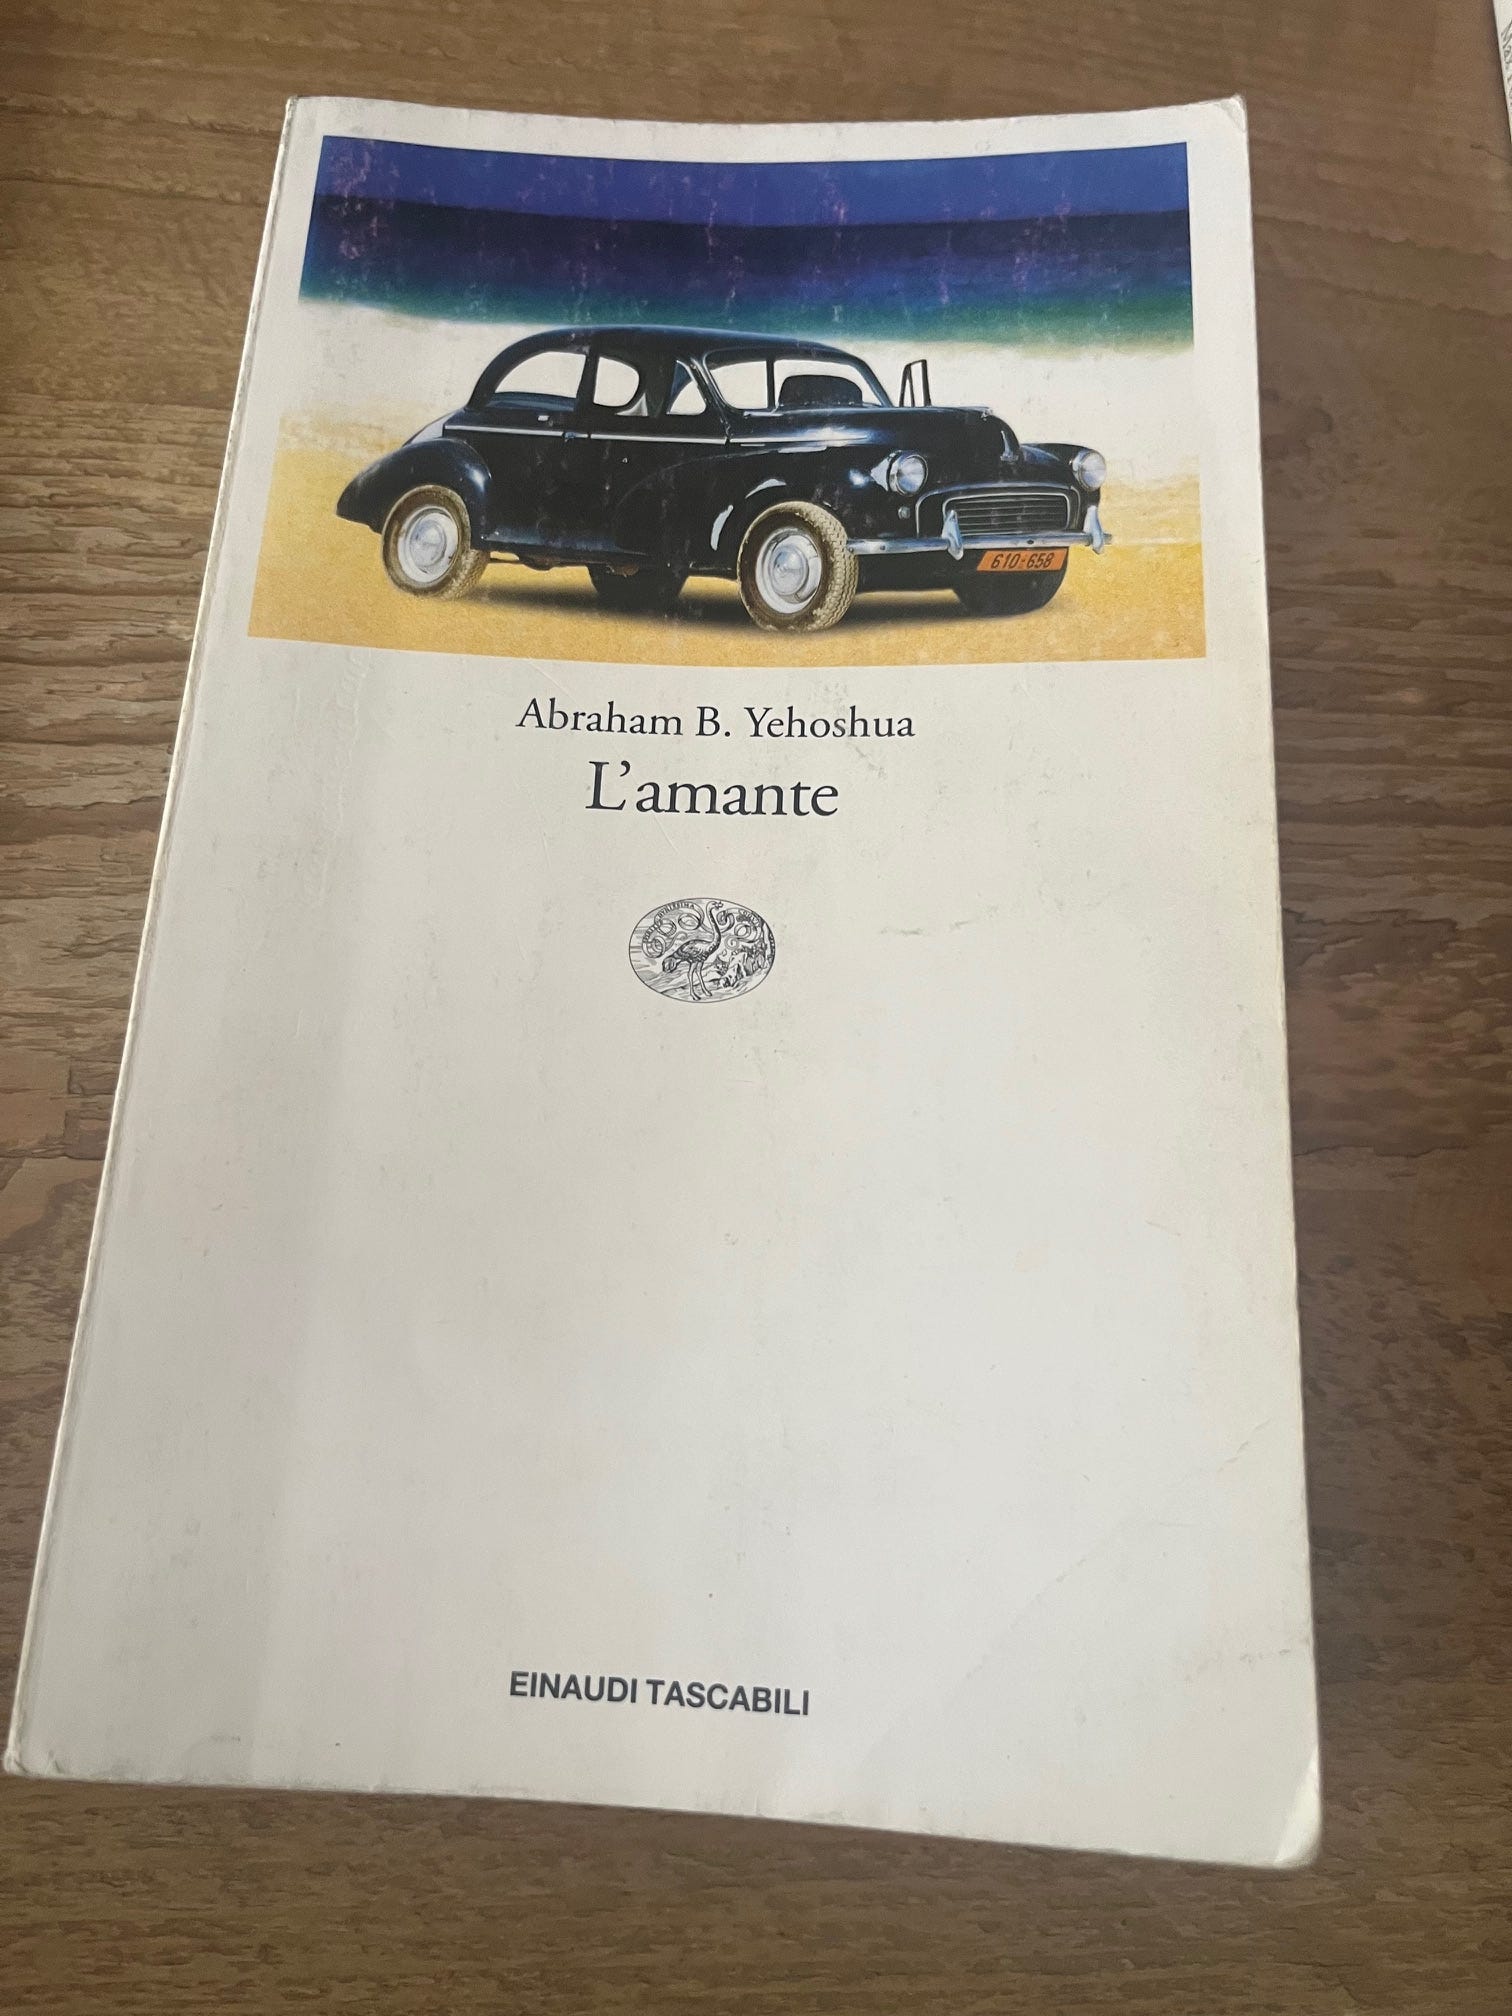 610-658
Abraham B. Yehoshua
L'amante
EINAUDI TASCABILI